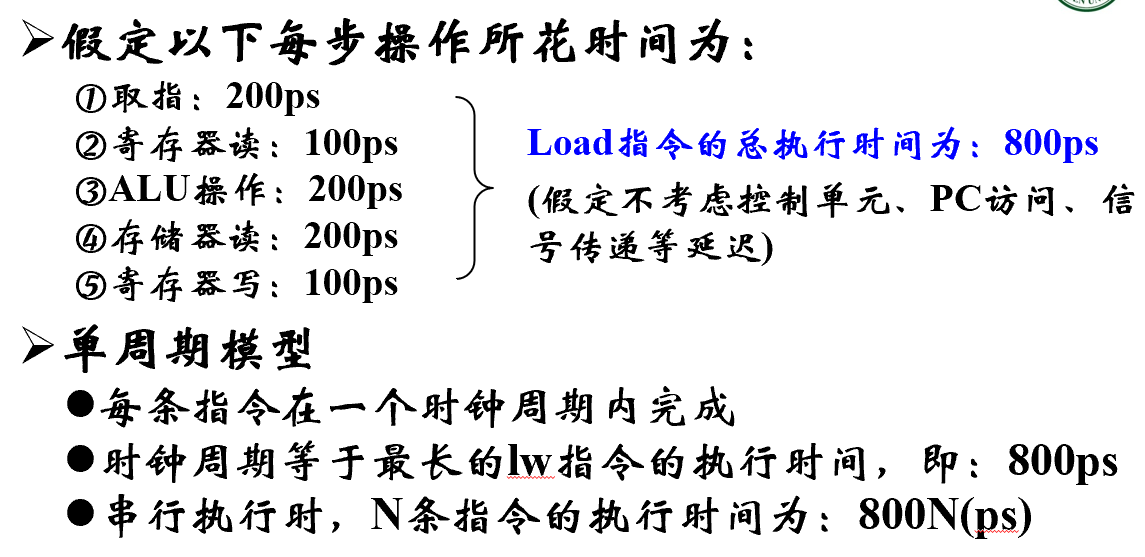 假定以下每步操作所花时间为：
①取指：200ps
②寄存器读：100ps
③ALU操作：200ps
④存储器读：200ps
⑤寄存器写：100ps
Load指令的总执行时间为：800ps
(假定不考虑控制单元、PC访问、信
号传递等延迟)
单周期模型
每条指令在一个时钟周期内完成
时钟周期等于最长的lw指令的执行时间，即：800ps
串行执行时，N条指令的执行时间为：800N(ps)